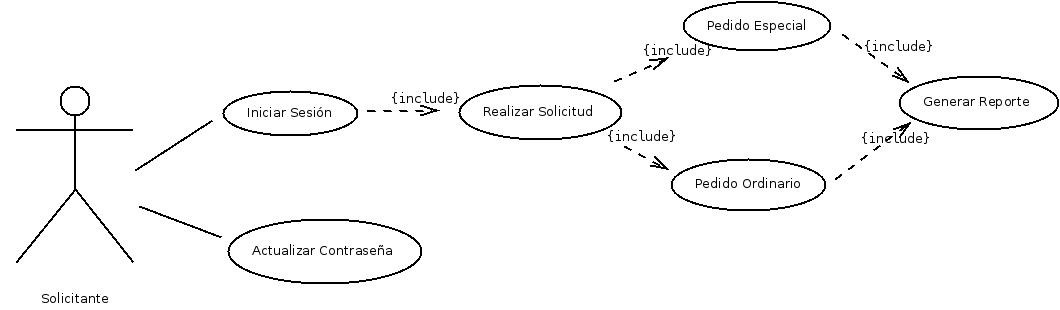 Pedido Especial
{include}
{include}
Iniciar Sesión
{include}
Realizar Solicitud
Generar Reporte
{include}
{include}
Pedido Ordinario
Actualizar Contraseña
Solicitante